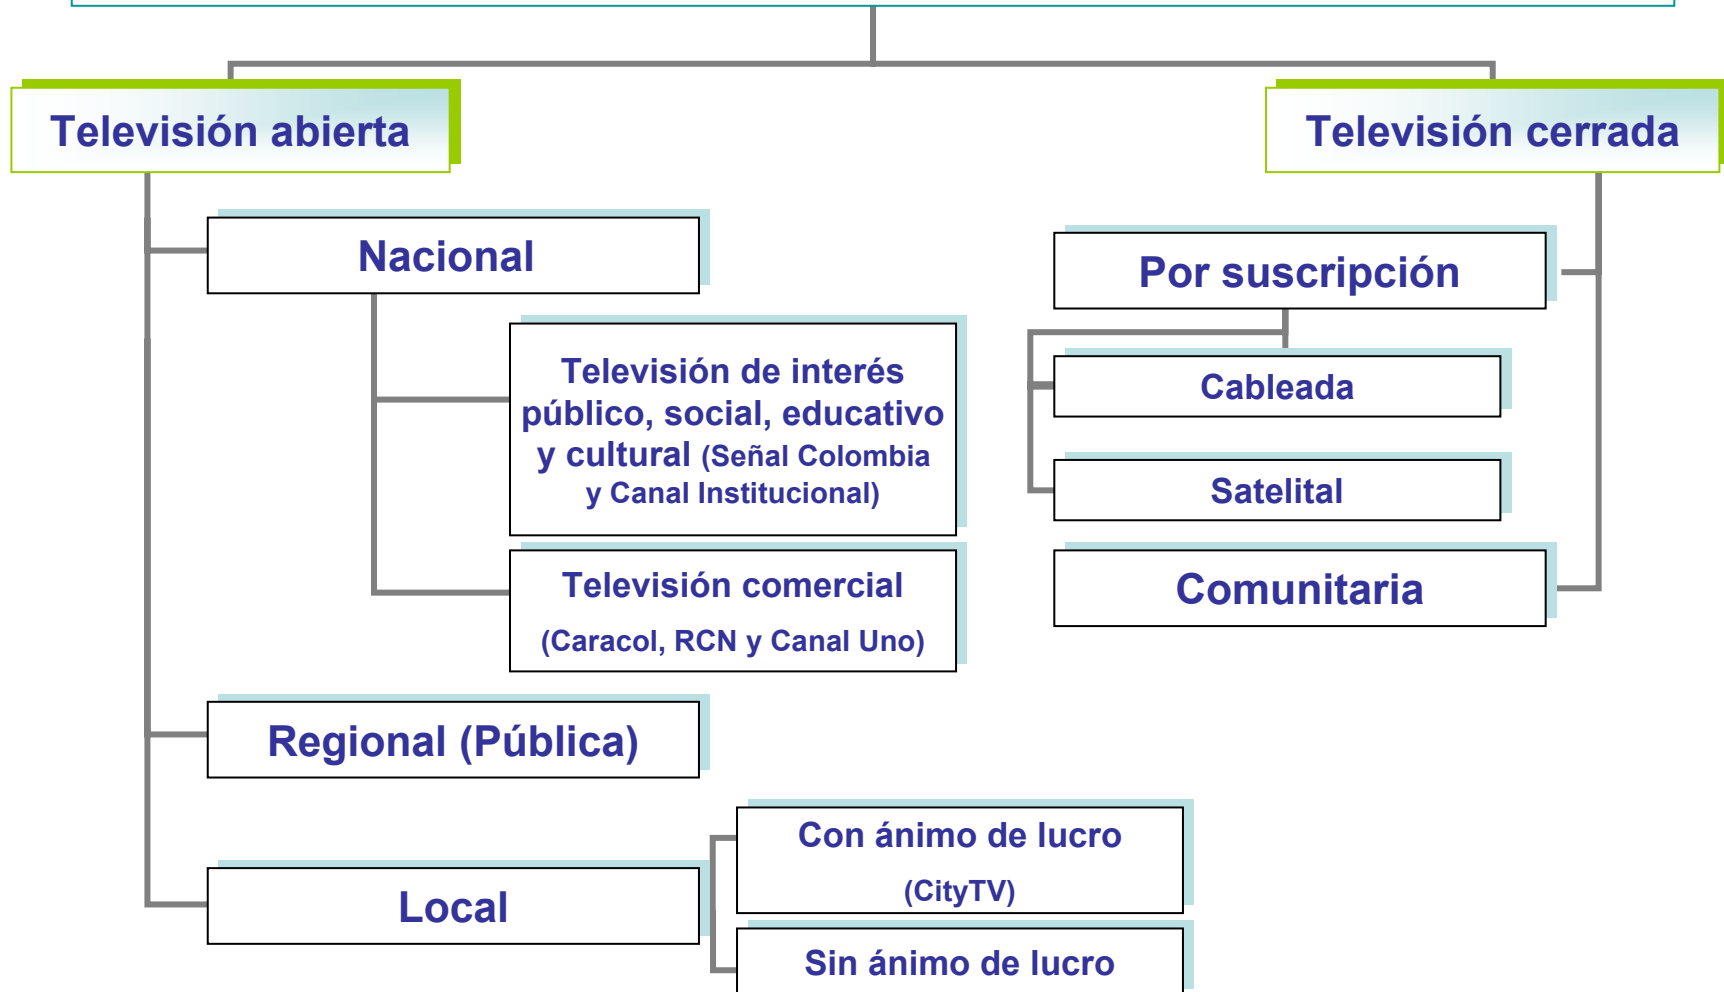 Televisión abierta
Televisión cerrada
Nacional
Por suscripción
Televisión de interés
público, social, educativo
y cultural (Señal Colombia
y Canal Institucional)
Cableada
Satelital
Televisión comercial
(Caracol, RCN y Canal Uno)
Comunitaria
Regional (Pública)
Local
Con ánimo de lucro
(CityTV)
Sin ánimo de lucro